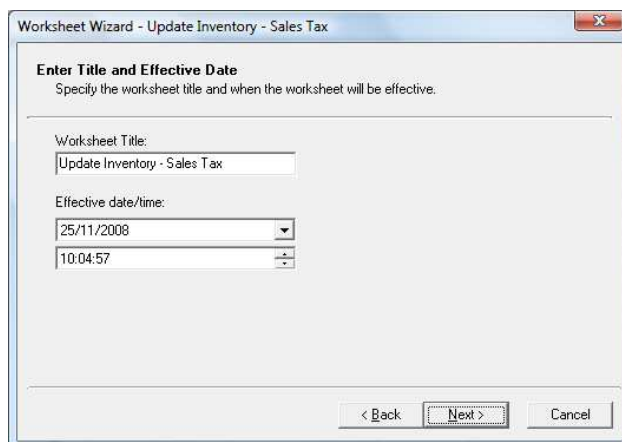 Worksheet Wizard - Update Inventory - Sales Tax
Enter Title and Effective Date
Specify the worksheet title and when the worksheet will be effective.
Worksheet Title:
Update Inventory - Sales Tax
Effective date/time:
25/11/2008
10:04:57
< Back Next > Cancel